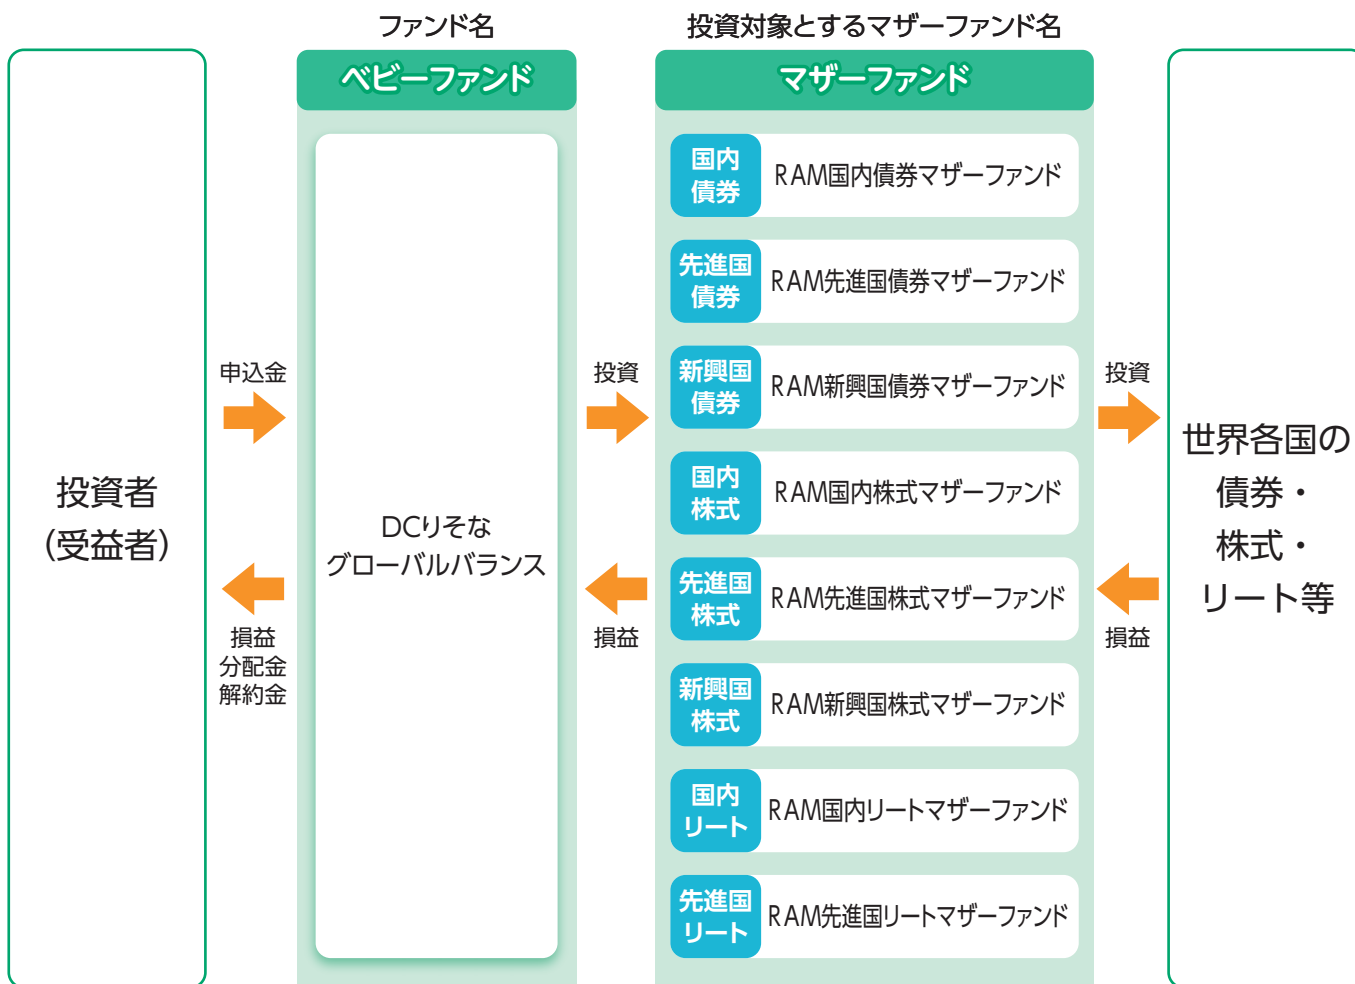 ファンド名
投資対象とするマザーファンド名
ベビーファンド
マザーファンド
投資者
(受益者)
申込金
損益
分配金
解約金
DCりそな
グローバルバランス
投資
損益
国内
債券
RAM国内債券マザーファンド
先進国
債券
RAM先進国債券マザーファンド
新興国
債券
RAM新興国債券マザーファンド
国内
株式
RAM国内株式マザーファンド
先進国
株式
RAM先進国株式マザーファンド
新興国
株式
RAM新興国株式マザーファンド
国内
リート
RAM国内リートマザーファンド
先進国
リート
RAM先進国リートマザーファンド
投資
損益
世界各国の
債券・
株式・
リート等